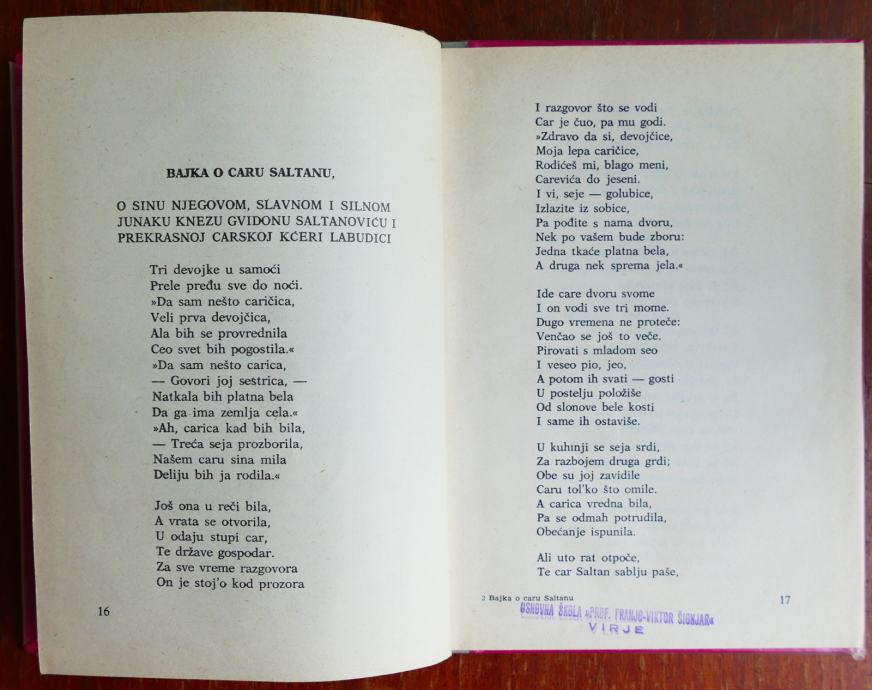 BAJKA O CARU SALTANU,
O SINU NJEGOVOM, SLAVNOM I SILNOM
JUNAKU KNEZU GVIDONU SALTANOVIĆU I
PREKRASNOJ CARSKOJ KĆERI LABUDICI
Tri devojke u samoći
Prele pređu sve do noći.
»Da sam nešto caričica,
Veli prva devojčica,
Ala bih se provrednila
Ceo svet bih pogostila.«
»Da sam nešto carica,
— Govori joj sestrica, —
Natkala bih platna bela
Da ga ima zemlja cela.«
»Ah, carica kad bih bila,
— Treća seja prozborila,
Našem caru sina mila
Deliju bih ja rodila.«
Još ona u reči bila,
A vrata se otvorila,
U odaju stupi car,
Te države gospodar.
Za sve vreme razgovora
On je stoj'o kod prozora
16
I razgovor što se vodi
Car je čuo, pa mu godi.
»Zdravo da si, devojčice,
Moja lepa caričice,
Rodićeš mi, blago meni,
Carevića do jeseni.
I vi, seje — golubice,
Izlazite iz sobice,
Pa pođite s nama dvoru,
Nek po vašem bude zboru:
Jedna tkaće platna bela,
A druga nek sprema jela.«
Ide care dvoru svome
I on vodi sve tri mome.
Dugo vremena ne proteče:
Venčao se još to veče.
Pirovati s mladom seo
I veseo pio, jeo,
A potom ih svati — gosti
U postelju položiše
Od slonove bele kosti
I same ih ostaviše.
U kuhinji se seja srdi,
Za razbojem druga grdi;
Obe su joj zavidile
Caru tol'ko što omile.
A carica vredna bila,
Pa se odmah potrudila,
Obećanje ispunila.
Ali uto rat otpoče,
Te car Saltan sablju paše,
2 Bajka o caru Saltanu
17
OSNOVNA ŠKOLA »PROF. FRANJO-VIKTOR ŠIGNJAR«
VIRJE